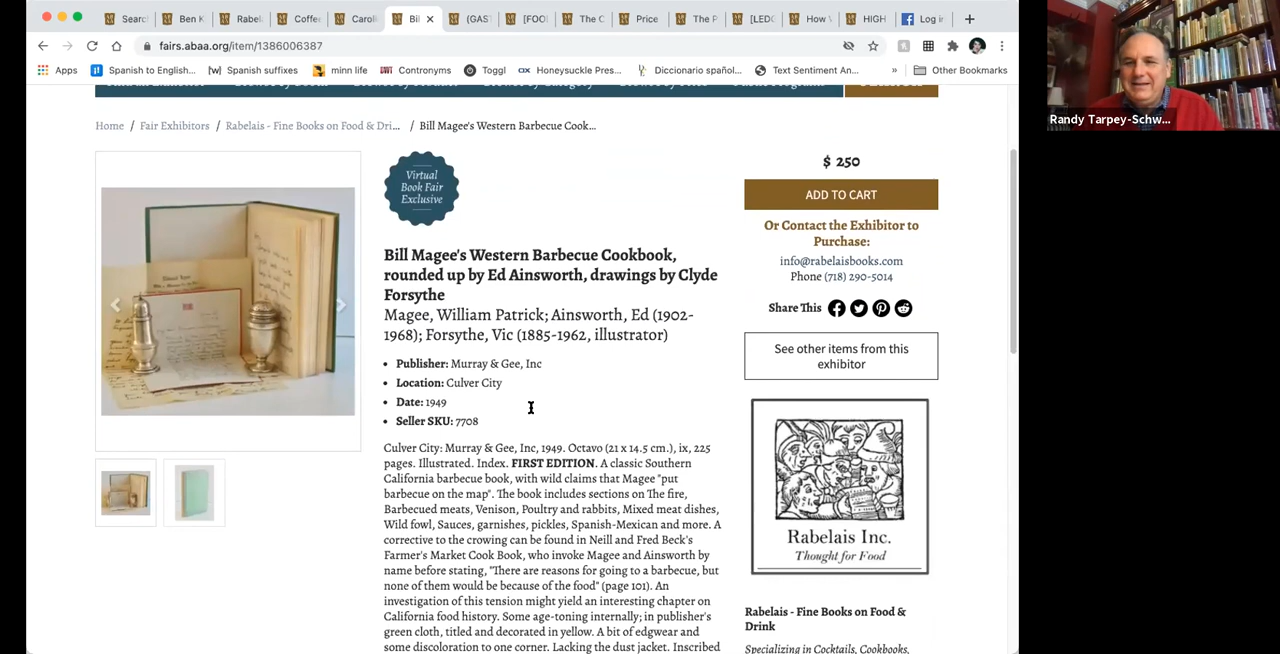 Searc
Ben K
Rabel
Coffe
Caroli
Bil
(GAST
[FOOL
The C
Price
The P
[LEDG
How \
HIGH
Log in
fairs.abaa.org/item/1386006387
Apps
Spanish to English...
Spanish suffixes
minn life
Contronyms
Toggl
Honeysuckle Pres...
Diccionario español...
Text Sentiment An...
»
Other Bookmarks
Randy Tarpey-Schw...
Home / Fair Exhibitors / Rabelais - Fine Books on Food & Dri... / Bill Magee's Western Barbecue Cook...
Virtual
Book Fair
Exclusive
Bill Magee's Western Barbecue Cookbook,
rounded up by Ed Ainsworth, drawings by Clyde
Forsythe
Magee, William Patrick; Ainsworth, Ed (1902-
1968); Forsythe, Vic (1885-1962, illustrator)
Publisher: Murray & Gee, Inc
Location: Culver City
Date: 1949
Seller SKU: 7708
Culver City: Murray & Gee, Inc, 1949. Octavo (21 x 14.5 cm.), ix, 225
pages. Illustrated. Index. FIRST EDITION. A classic Southern
California barbecue book, with wild claims that Magee "put
barbecue on the map". The book includes sections on The fire,
Barbecued meats, Venison, Poultry and rabbits, Mixed meat dishes,
Wild fowl, Sauces, garnishes, pickles, Spanish-Mexican and more. A
corrective to the crowing can be found in Neill and Fred Beck's
Farmer's Market Cook Book, who invoke Magee and Ainsworth by
name before stating, "There are reasons for going to a barbecue, but
none of them would be because of the food" (page 101). An
investigation of this tension might yield an interesting chapter on
California food history. Some age-toning internally; in publisher's
green cloth, titled and decorated in yellow. A bit of edgewear and
some discoloration to one corner. Lacking the dust jacket. Inscribed
$ 250
ADD TO CART
Or Contact the Exhibitor to
Purchase:
info@rabelaisbooks.com
Phone (718) 290-5014
Share This
See other items from this
exhibitor
Rabelais Inc.
Thought for Food
Rabelais - Fine Books on Food &
Drink
Specializing in Cocktails, Cookbooks,